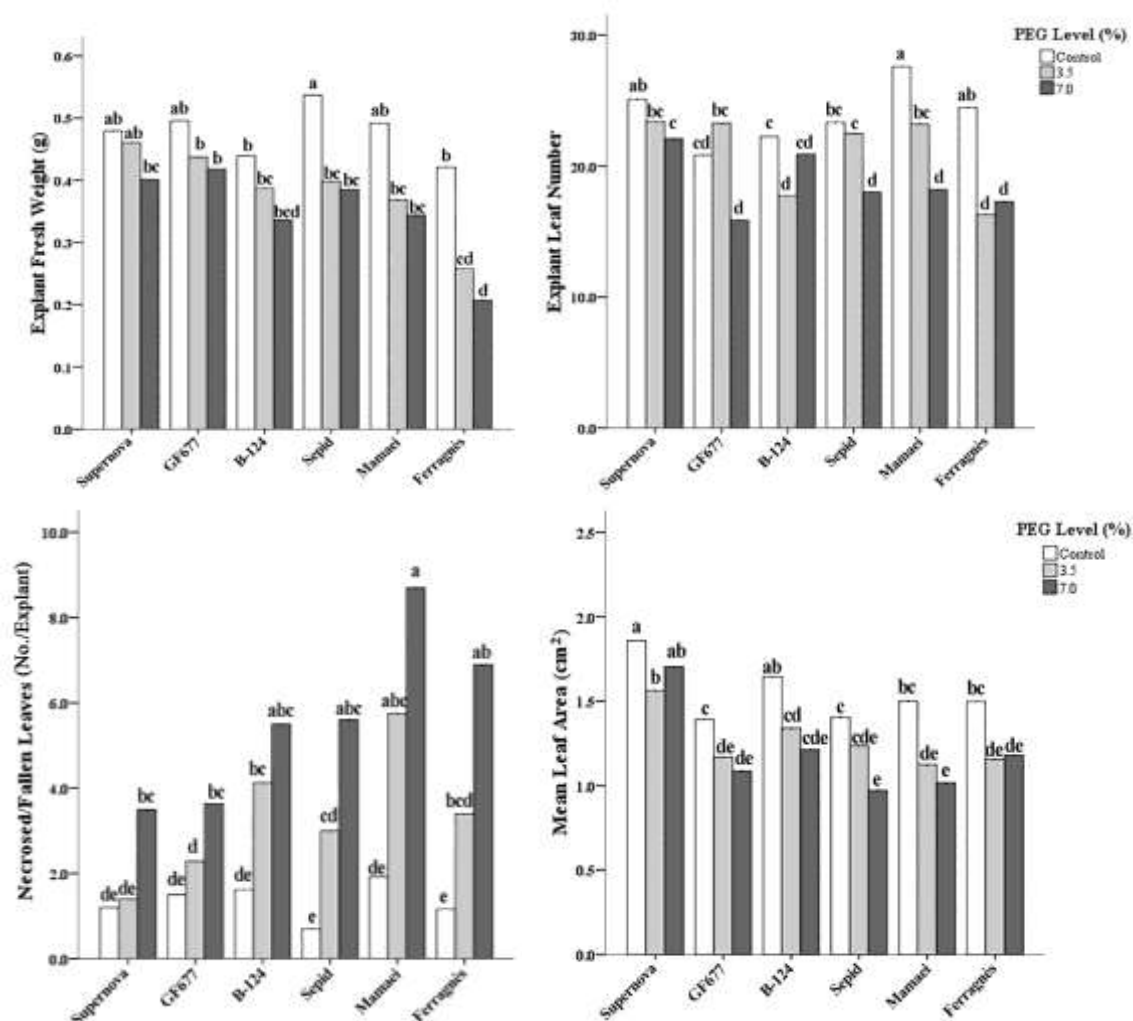 Explant Fresh Weight (g)
0.6
0.5
0.4
0.3
0.2
0.1
0.0
ab ab bc
ab b b
b bc bcd
a bc bc
ab bc bc
b cd d
Supernova GF677 B-124 Sepid Mamaei Ferragnès
Explant Leaf Number
30.0
20.0
10.0
0.0
ab bc c
cd bc d
c d cd
bc c d
a bc d
ab d d
Supernova GF677 B-124 Sepid Mamaei Ferragnès
PEG Level (%)
Control
3.5
7.0
Necrosed/Fallen Leaves (No./Explant)
10.0
8.0
6.0
4.0
2.0
0.0
de de bc
de d bc
de bc abc
e cd abc
de abc a
e bcd ab
Supernova GF677 B-124 Sepid Mamaei Ferragnès
Mean Leaf Area (cm²)
2.5
2.0
1.5
1.0
0.5
0.0
a b ab
c de de
ab cd cde
c cde e
bc de e
bc de de
Supernova GF677 B-124 Sepid Mamaei Ferragnès
PEG Level (%)
Control
3.5
7.0